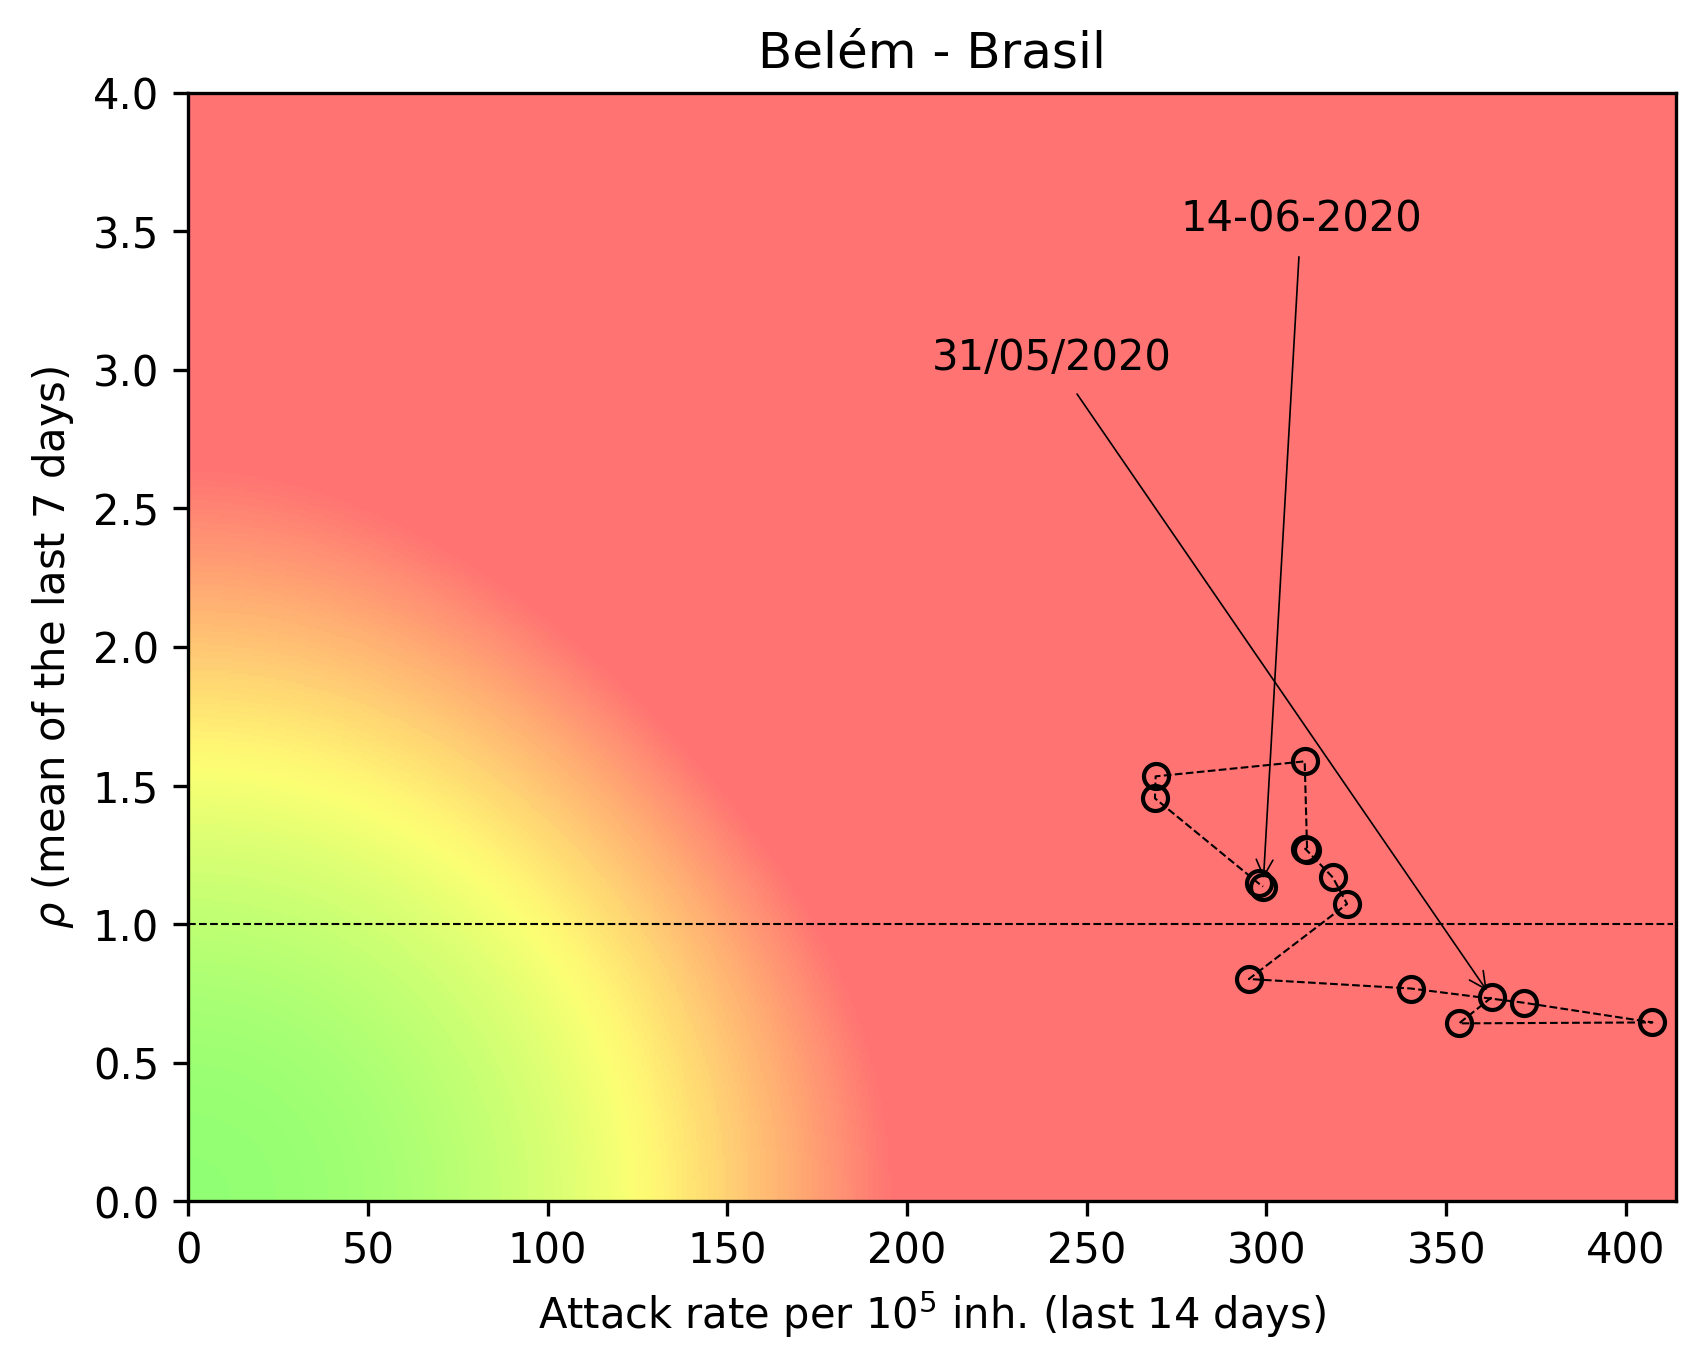 Belém - Brasil
4.0
3.5
3.0
2.5
2.0
1.5
1.0
0.5
0.0
ρ (mean of the last 7 days)
14-06-2020
31/05/2020
0 50 100 150 200 250 300 350 400
Attack rate per 10⁵ inh. (last 14 days)